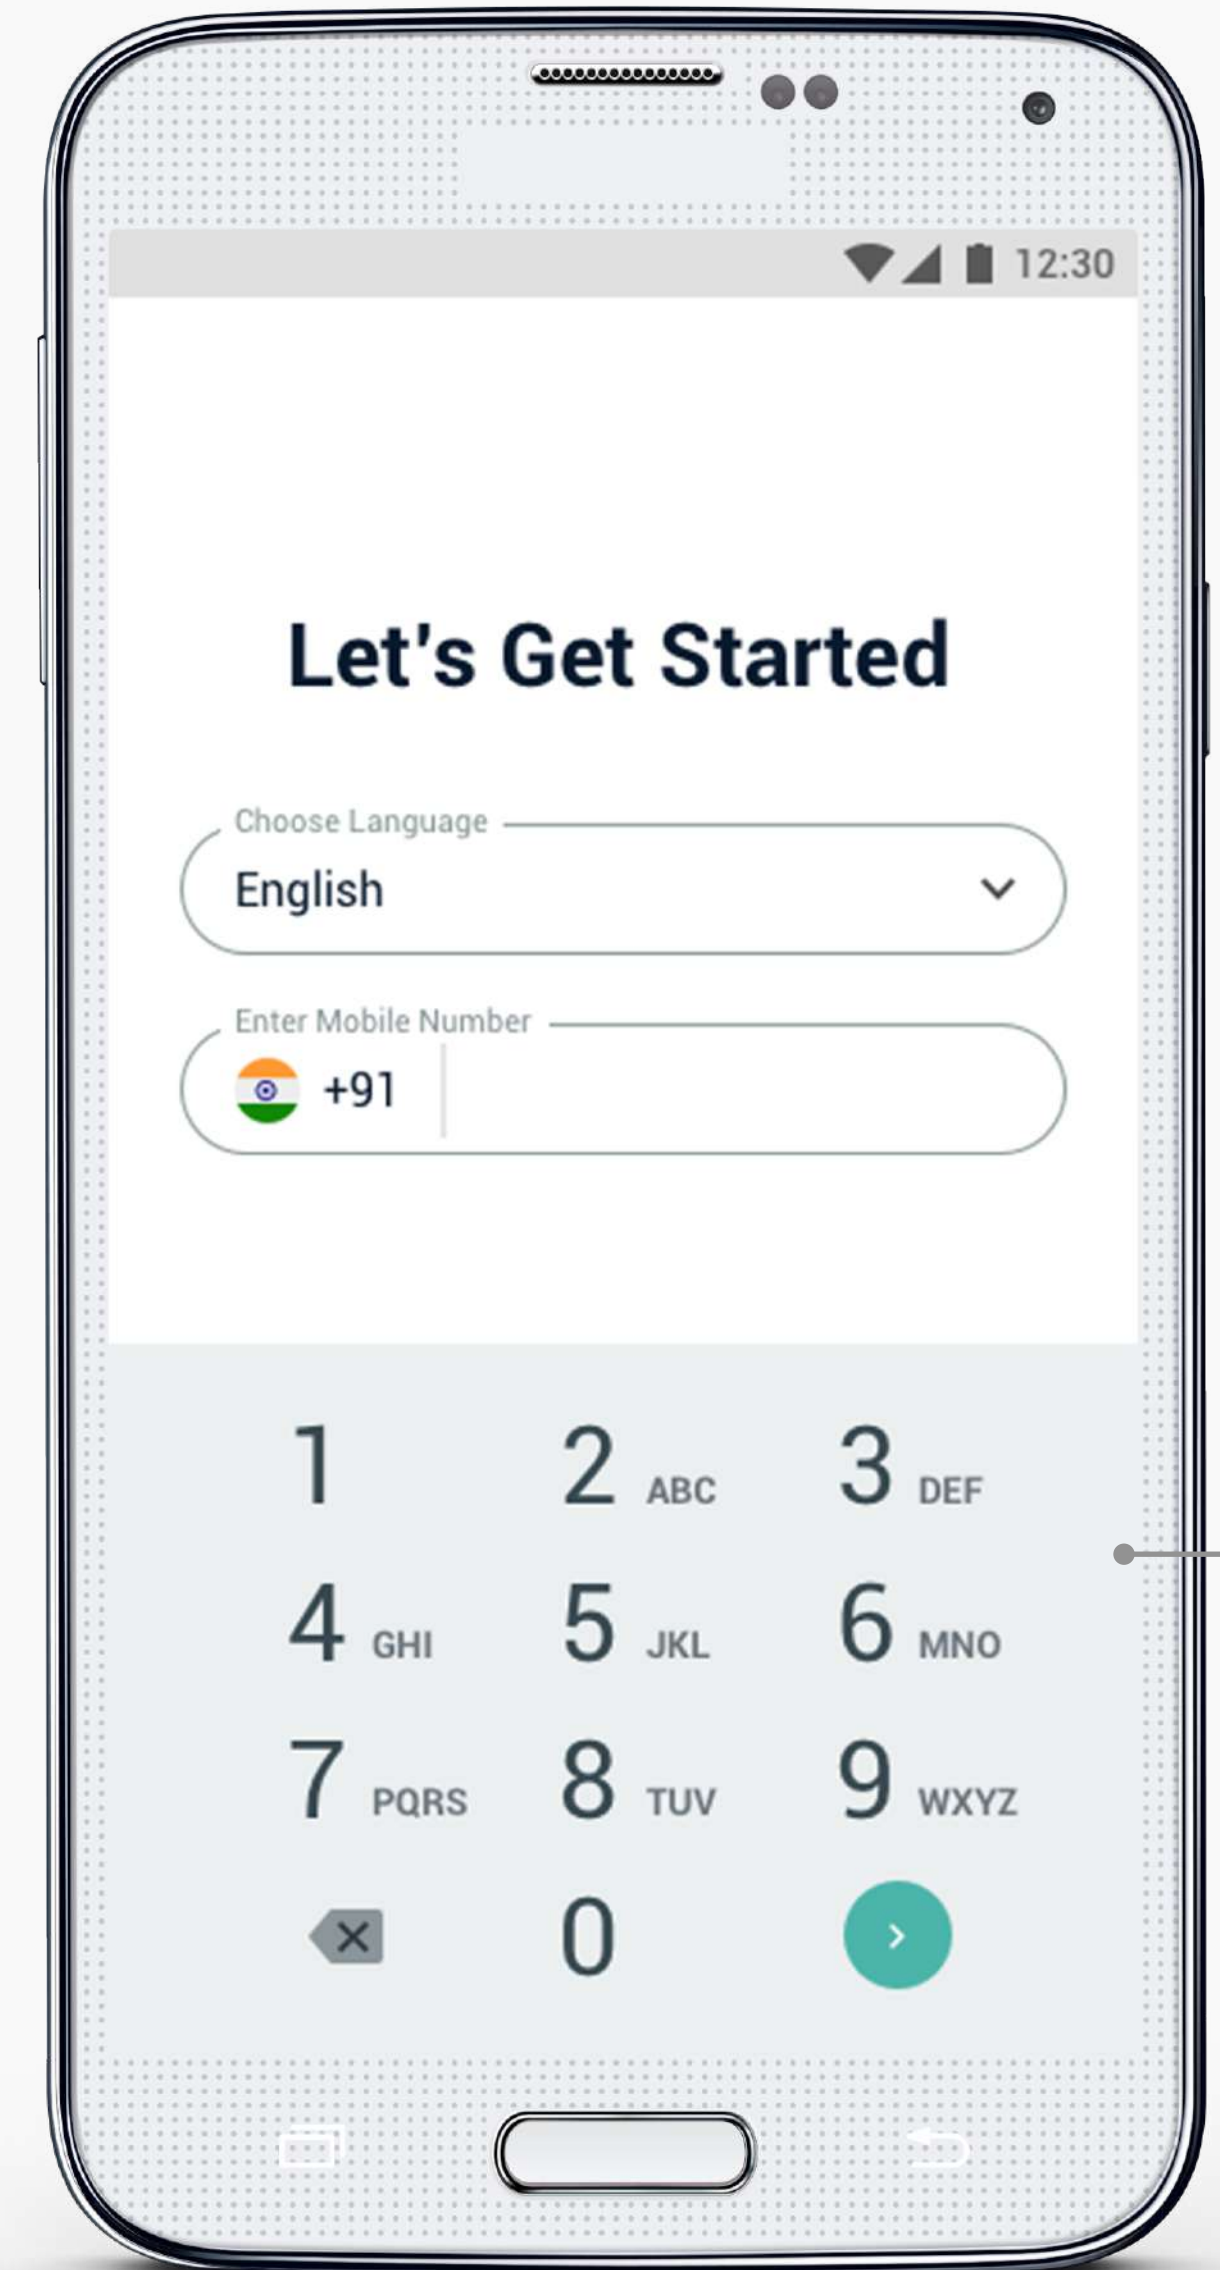 12:30
Let's Get Started
Choose Language
English
Enter Mobile Number
+91
1 2 ABC 3 DEF
4 GHI 5 JKL 6 MNO
7 PQRS 8 TUV 9 WXYZ
0